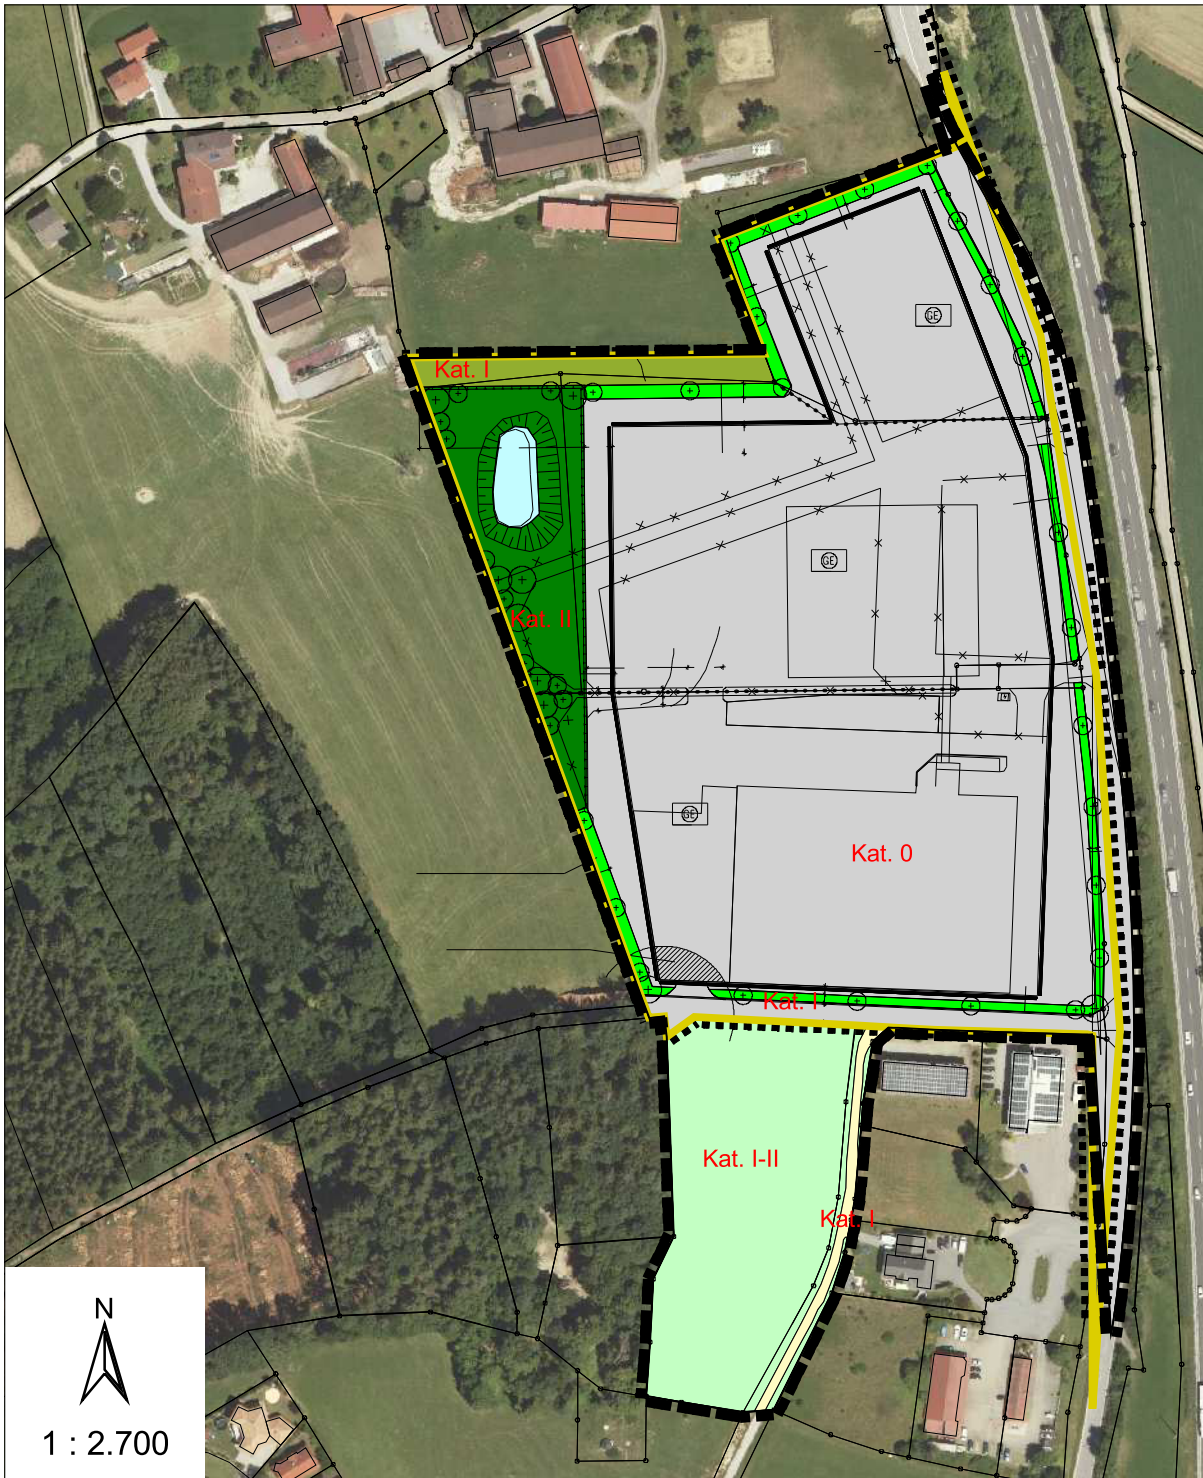 Kat. I
GE
GE
Kat. II
GE
Kat. 0
Kat. I
Kat. I-II
Kat. I
N
1 : 2.700